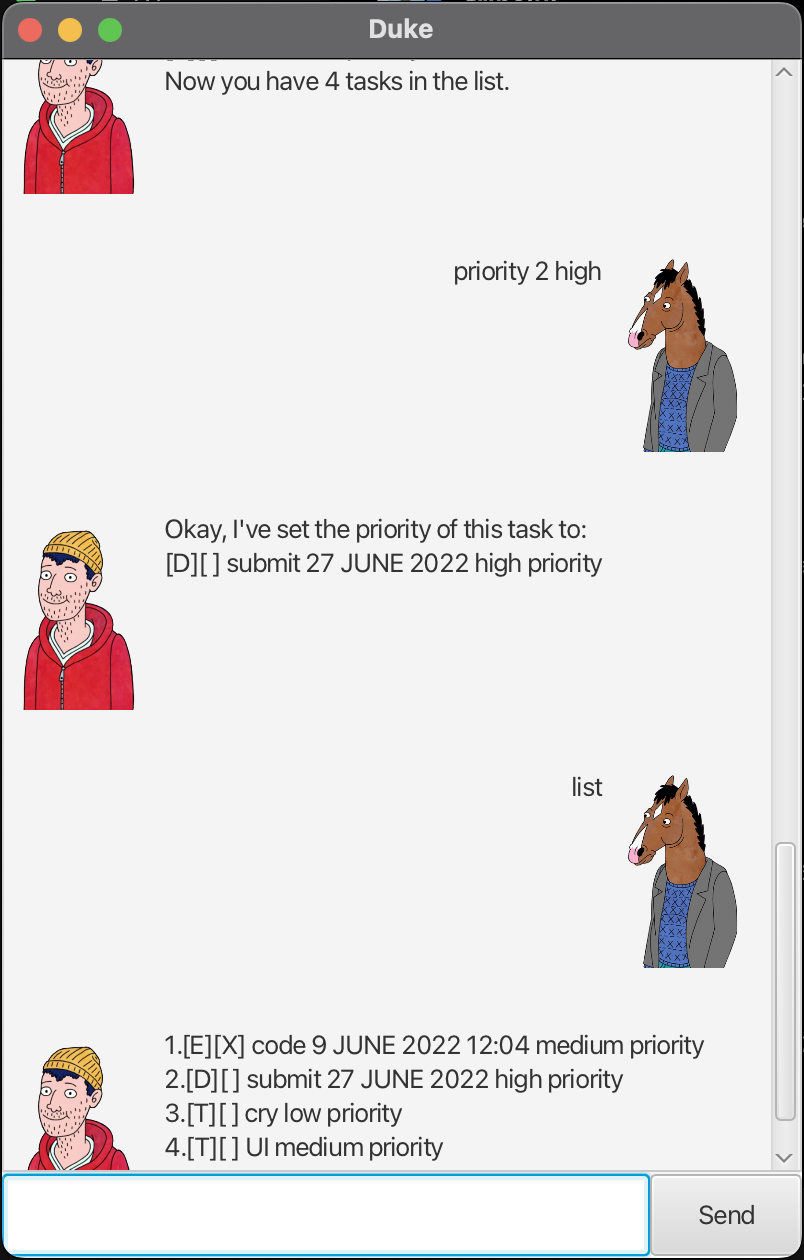 Duke
Now you have 4 tasks in the list.
priority 2 high
Okay, I've set the priority of this task to:
[D][ ] submit 27 JUNE 2022 high priority
list
1.[E][X] code 9 JUNE 2022 12:04 medium priority
2.[D][ ] submit 27 JUNE 2022 high priority
3.[T][ ] cry low priority
4.[T][ ] UI medium priority
Send